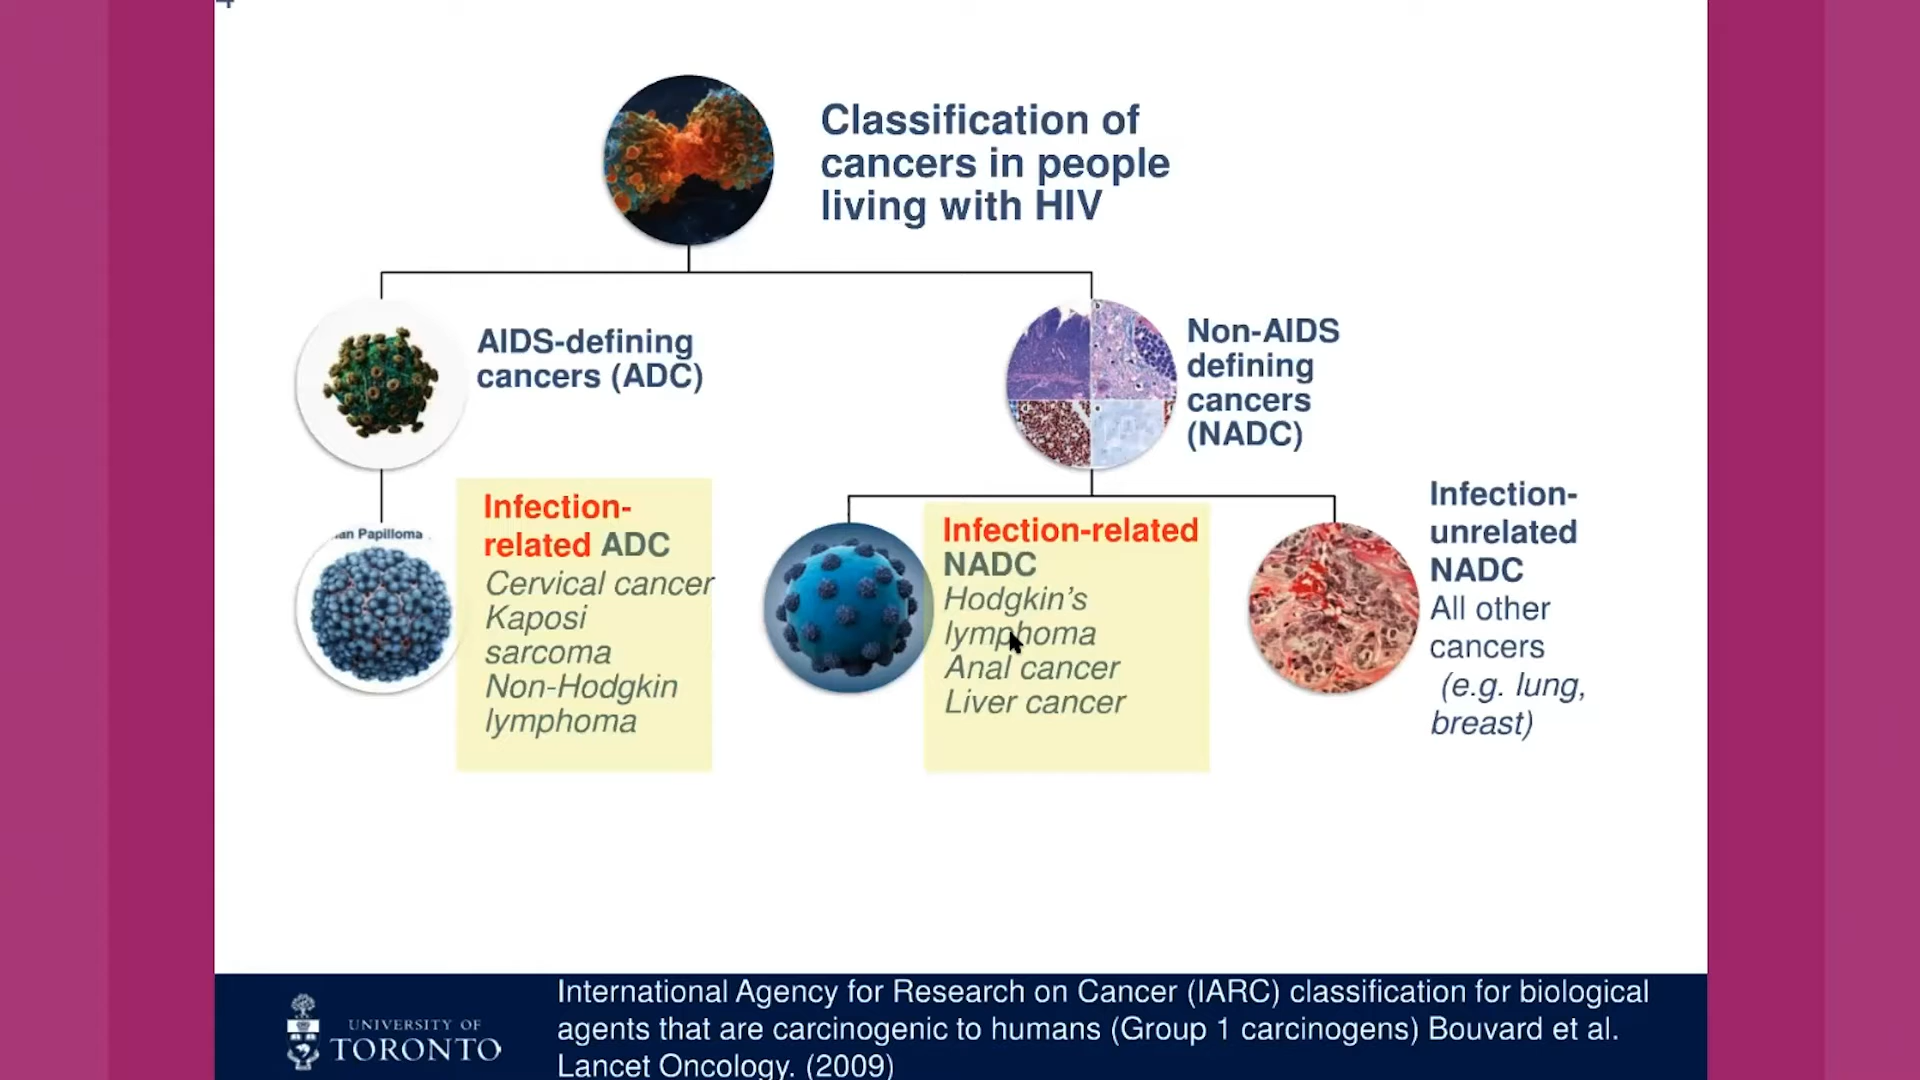 Classification of
cancers in people
living with HIV
AIDS-defining
cancers (ADC)
Non-AIDS
defining
cancers
(NADC)
Infection-
related ADC
Cervical cancer
Kaposi
sarcoma
Non-Hodgkin
lymphoma
Papilloma
Infection-related
NADC
Hodgkin’s
lymphoma
Anal cancer
Liver cancer
Infection-
unrelated
NADC
All other
cancers
(e.g. lung,
breast)
UNIVERSITY OF
TORONTO
International Agency for Research on Cancer (IARC) classification for biological
agents that are carcinogenic to humans (Group 1 carcinogens) Bouvard et al.
Lancet Oncology. (2009)